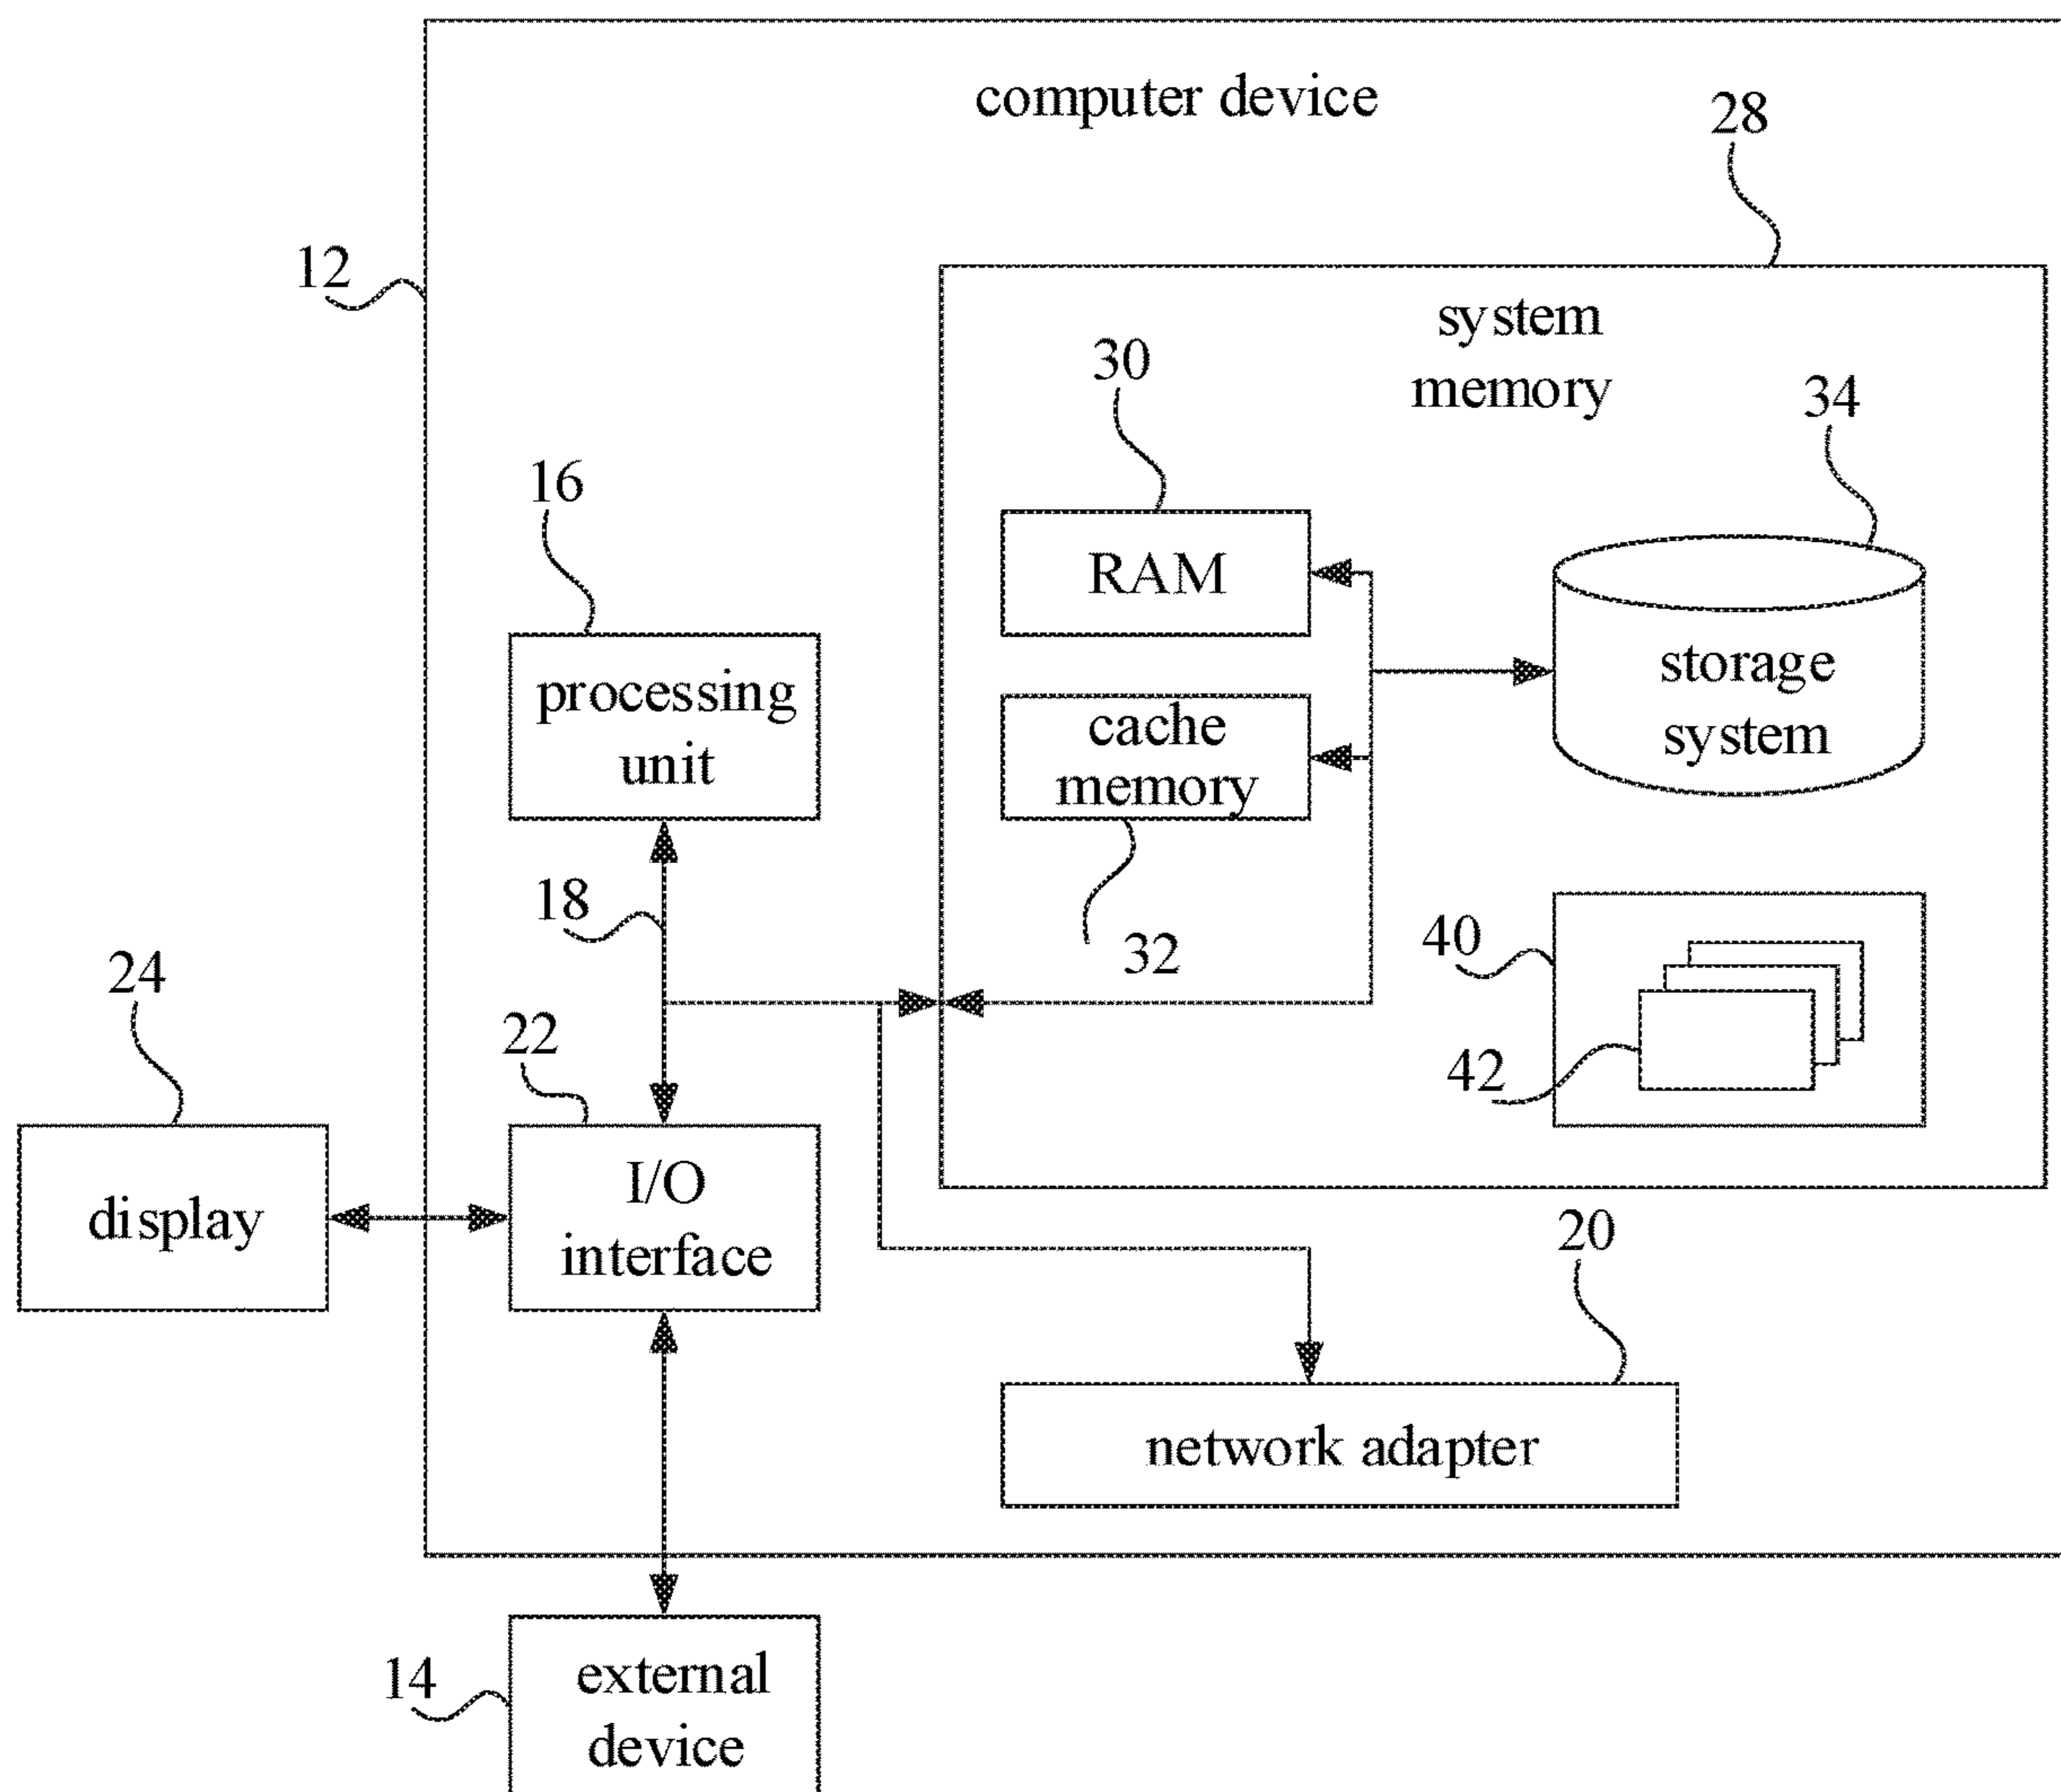 computer device
28
12
system
memory
30
34
16
RAM
processing
unit
storage
system
cache
memory
18
32
40
24
22
42
display
I/O
interface
20
network adapter
14
external
device